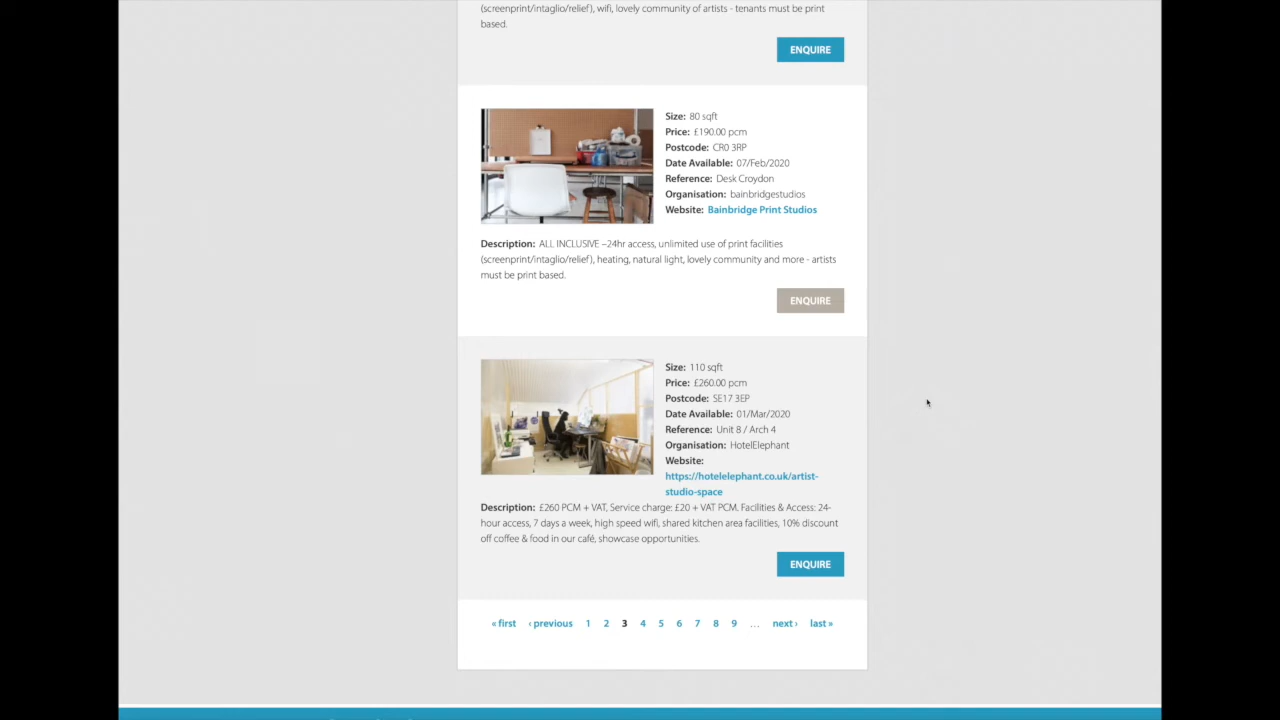 (screenprint/intaglio/relief), wifi, lovely community of artists - tenants must be print
based.
ENQUIRE
Size: 80 sqft
Price: £190.00 pcm
Postcode: CR0 3RP
Date Available: 07/Feb/2020
Reference: Desk Croydon
Organisation: bainbridgestudios
Website: Bainbridge Print Studios
Description: ALL INCLUSIVE –24hr access, unlimited use of print facilities
(screenprint/intaglio/relief), heating, natural light, lovely community and more - artists
must be print based.
ENQUIRE
Size: 110 sqft
Price: £260.00 pcm
Postcode: SE17 3EP
Date Available: 01/Mar/2020
Reference: Unit 8 / Arch 4
Organisation: HotelElephant
Website:
https://hotelelephant.co.uk/artist-
studio-space
Description: £260 PCM + VAT, Service charge: £20 + VAT PCM. Facilities & Access: 24-
hour access, 7 days a week, high speed wifi, shared kitchen area facilities, 10% discount
off coffee & food in our café, showcase opportunities.
ENQUIRE
« first ‹ previous 1 2 3 4 5 6 7 8 9 … next › last »